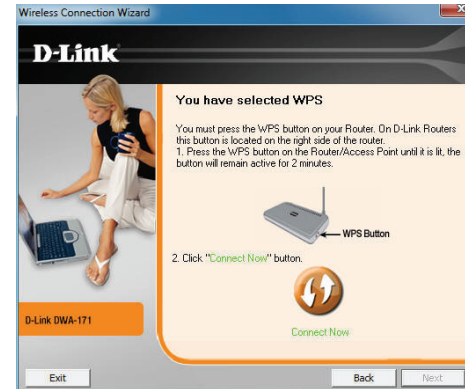 Wireless Connection Wizard
D-Link
You have selected WPS
You must press the WPS button on your Router. On D-Link Routers
this button is located on the right side of the router.
1. Press the WPS button on the Router/Access Point until it is lit, the
button will remain active for 2 minutes.
WPS Button
2. Click "Connect Now" button.
Connect Now
D-Link DWA-171
Exit
Back
Next